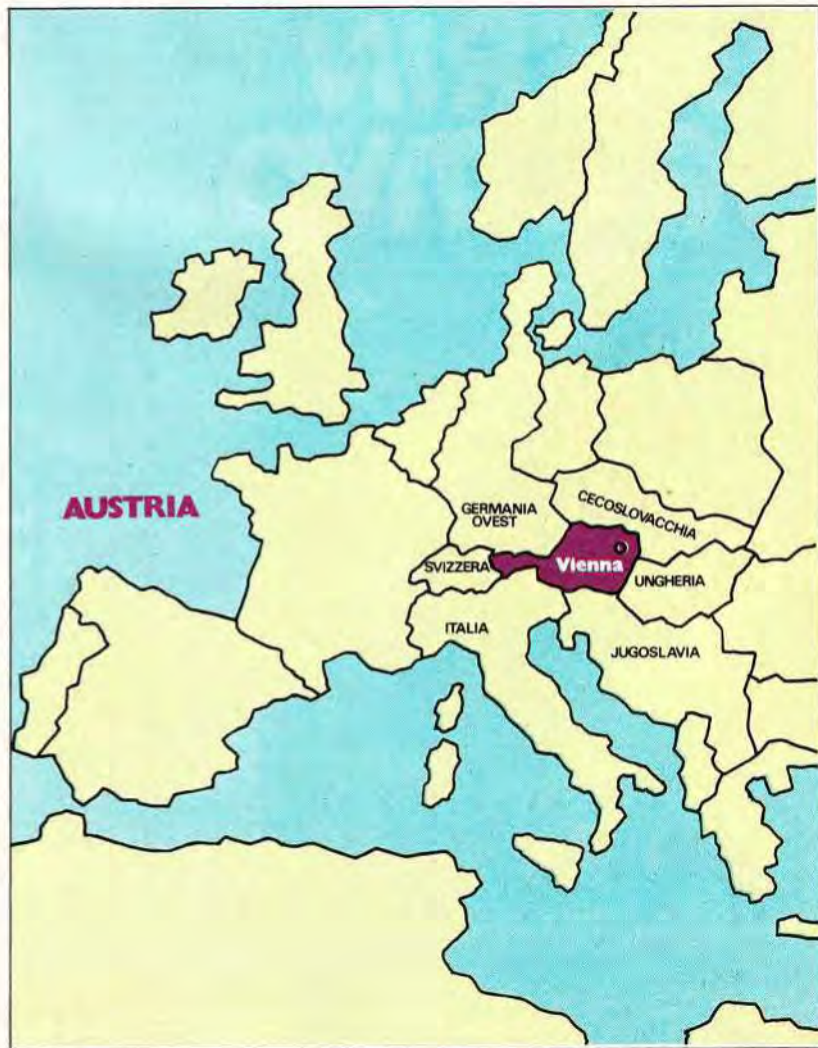 AUSTRIA
GERMANIA
OVEST
CECOSLOVACCHIA
SVIZZERA
Vienna
UNGHERIA
ITALIA
JUGOSLAVIA